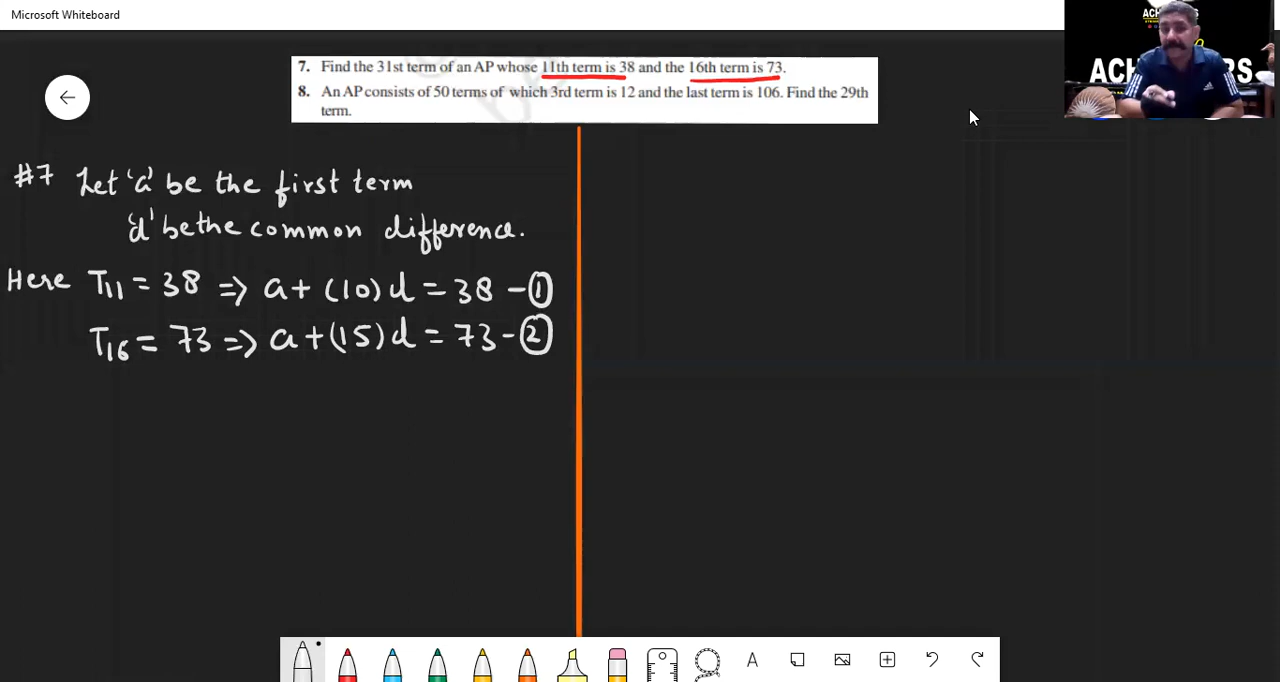 Microsoft Whiteboard
7. Find the 31st term of an AP whose 11th term is 38 and the 16th term is 73.
8. An AP consists of 50 terms of which 3rd term is 12 and the last term is 106. Find the 29th
term.
#7 Let 'a' be the first term
'd' be the common difference.
Here T₁₁ = 38 => a + (10) d = 38 - ①
T₁₆ = 73 => a + (15) d = 73 - ②
A